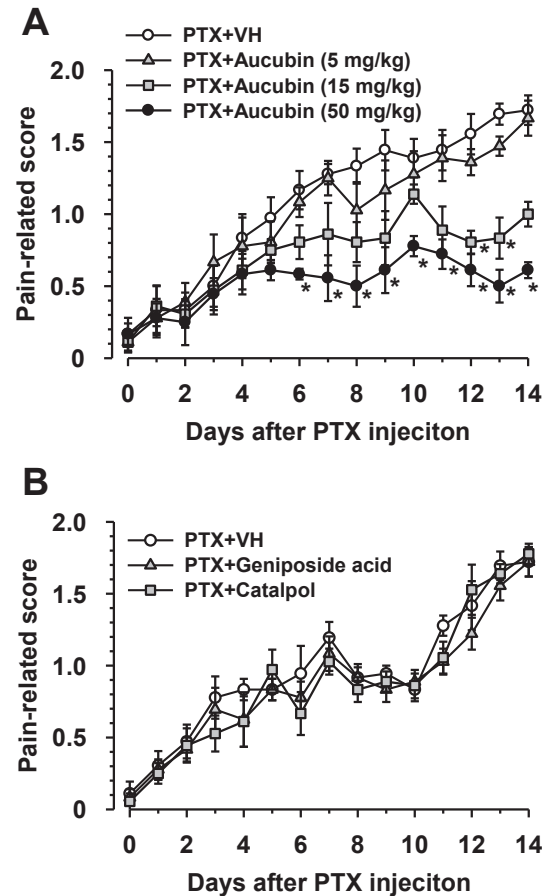 A
PTX+VH
PTX+Aucubin (5 mg/kg)
PTX+Aucubin (15 mg/kg)
PTX+Aucubin (50 mg/kg)
2.0
1.5
1.0
0.5
0
Pain-related score
* * * * * * * * * * *
0 2 4 6 8 10 12 14
Days after PTX injeciton
B
PTX+VH
PTX+Geniposide acid
PTX+Catalpol
2.0
1.5
1.0
0.5
0
Pain-related score
0 2 4 6 8 10 12 14
Days after PTX injeciton